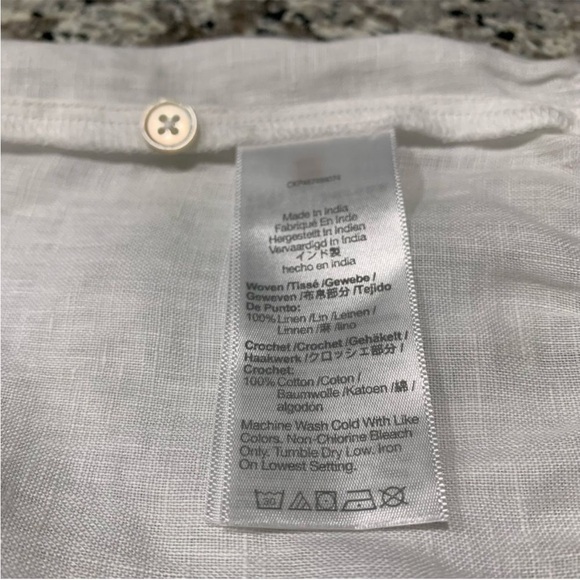 Made in India
Fabriqué En Inde
Hergestellt In Indien
Vervaardigd in India
インド製
hecho en india
Woven /Tissé /Gewebe /
Geweven /布帛部分 /Tejido
De Punto:
100% Linen /Lin /Leinen /
Linnen /麻 /lino
Crochet /Crochet /Gehäkelt /
Haakwerk /クロッシェ部分 /
Crochet:
100% Cotton /Coton /
Baumwolle /Katoen /綿 /
algodón
Machine Wash Cold With Like
Colors. Non-Chlorine Bleach
Only. Tumble Dry Low. Iron
On Lowest Setting.
30